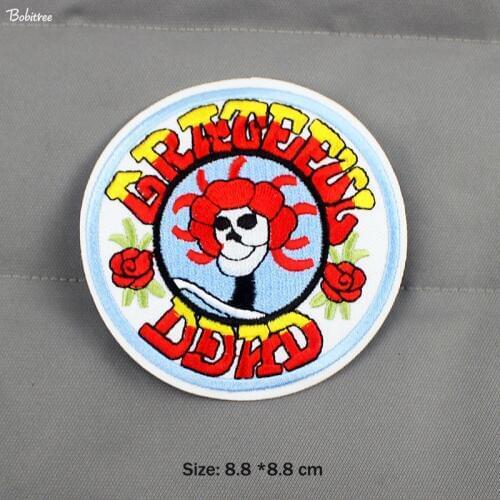 Bobitree
GRATEFUL
DEAD
Size: 8.8 *8.8 cm